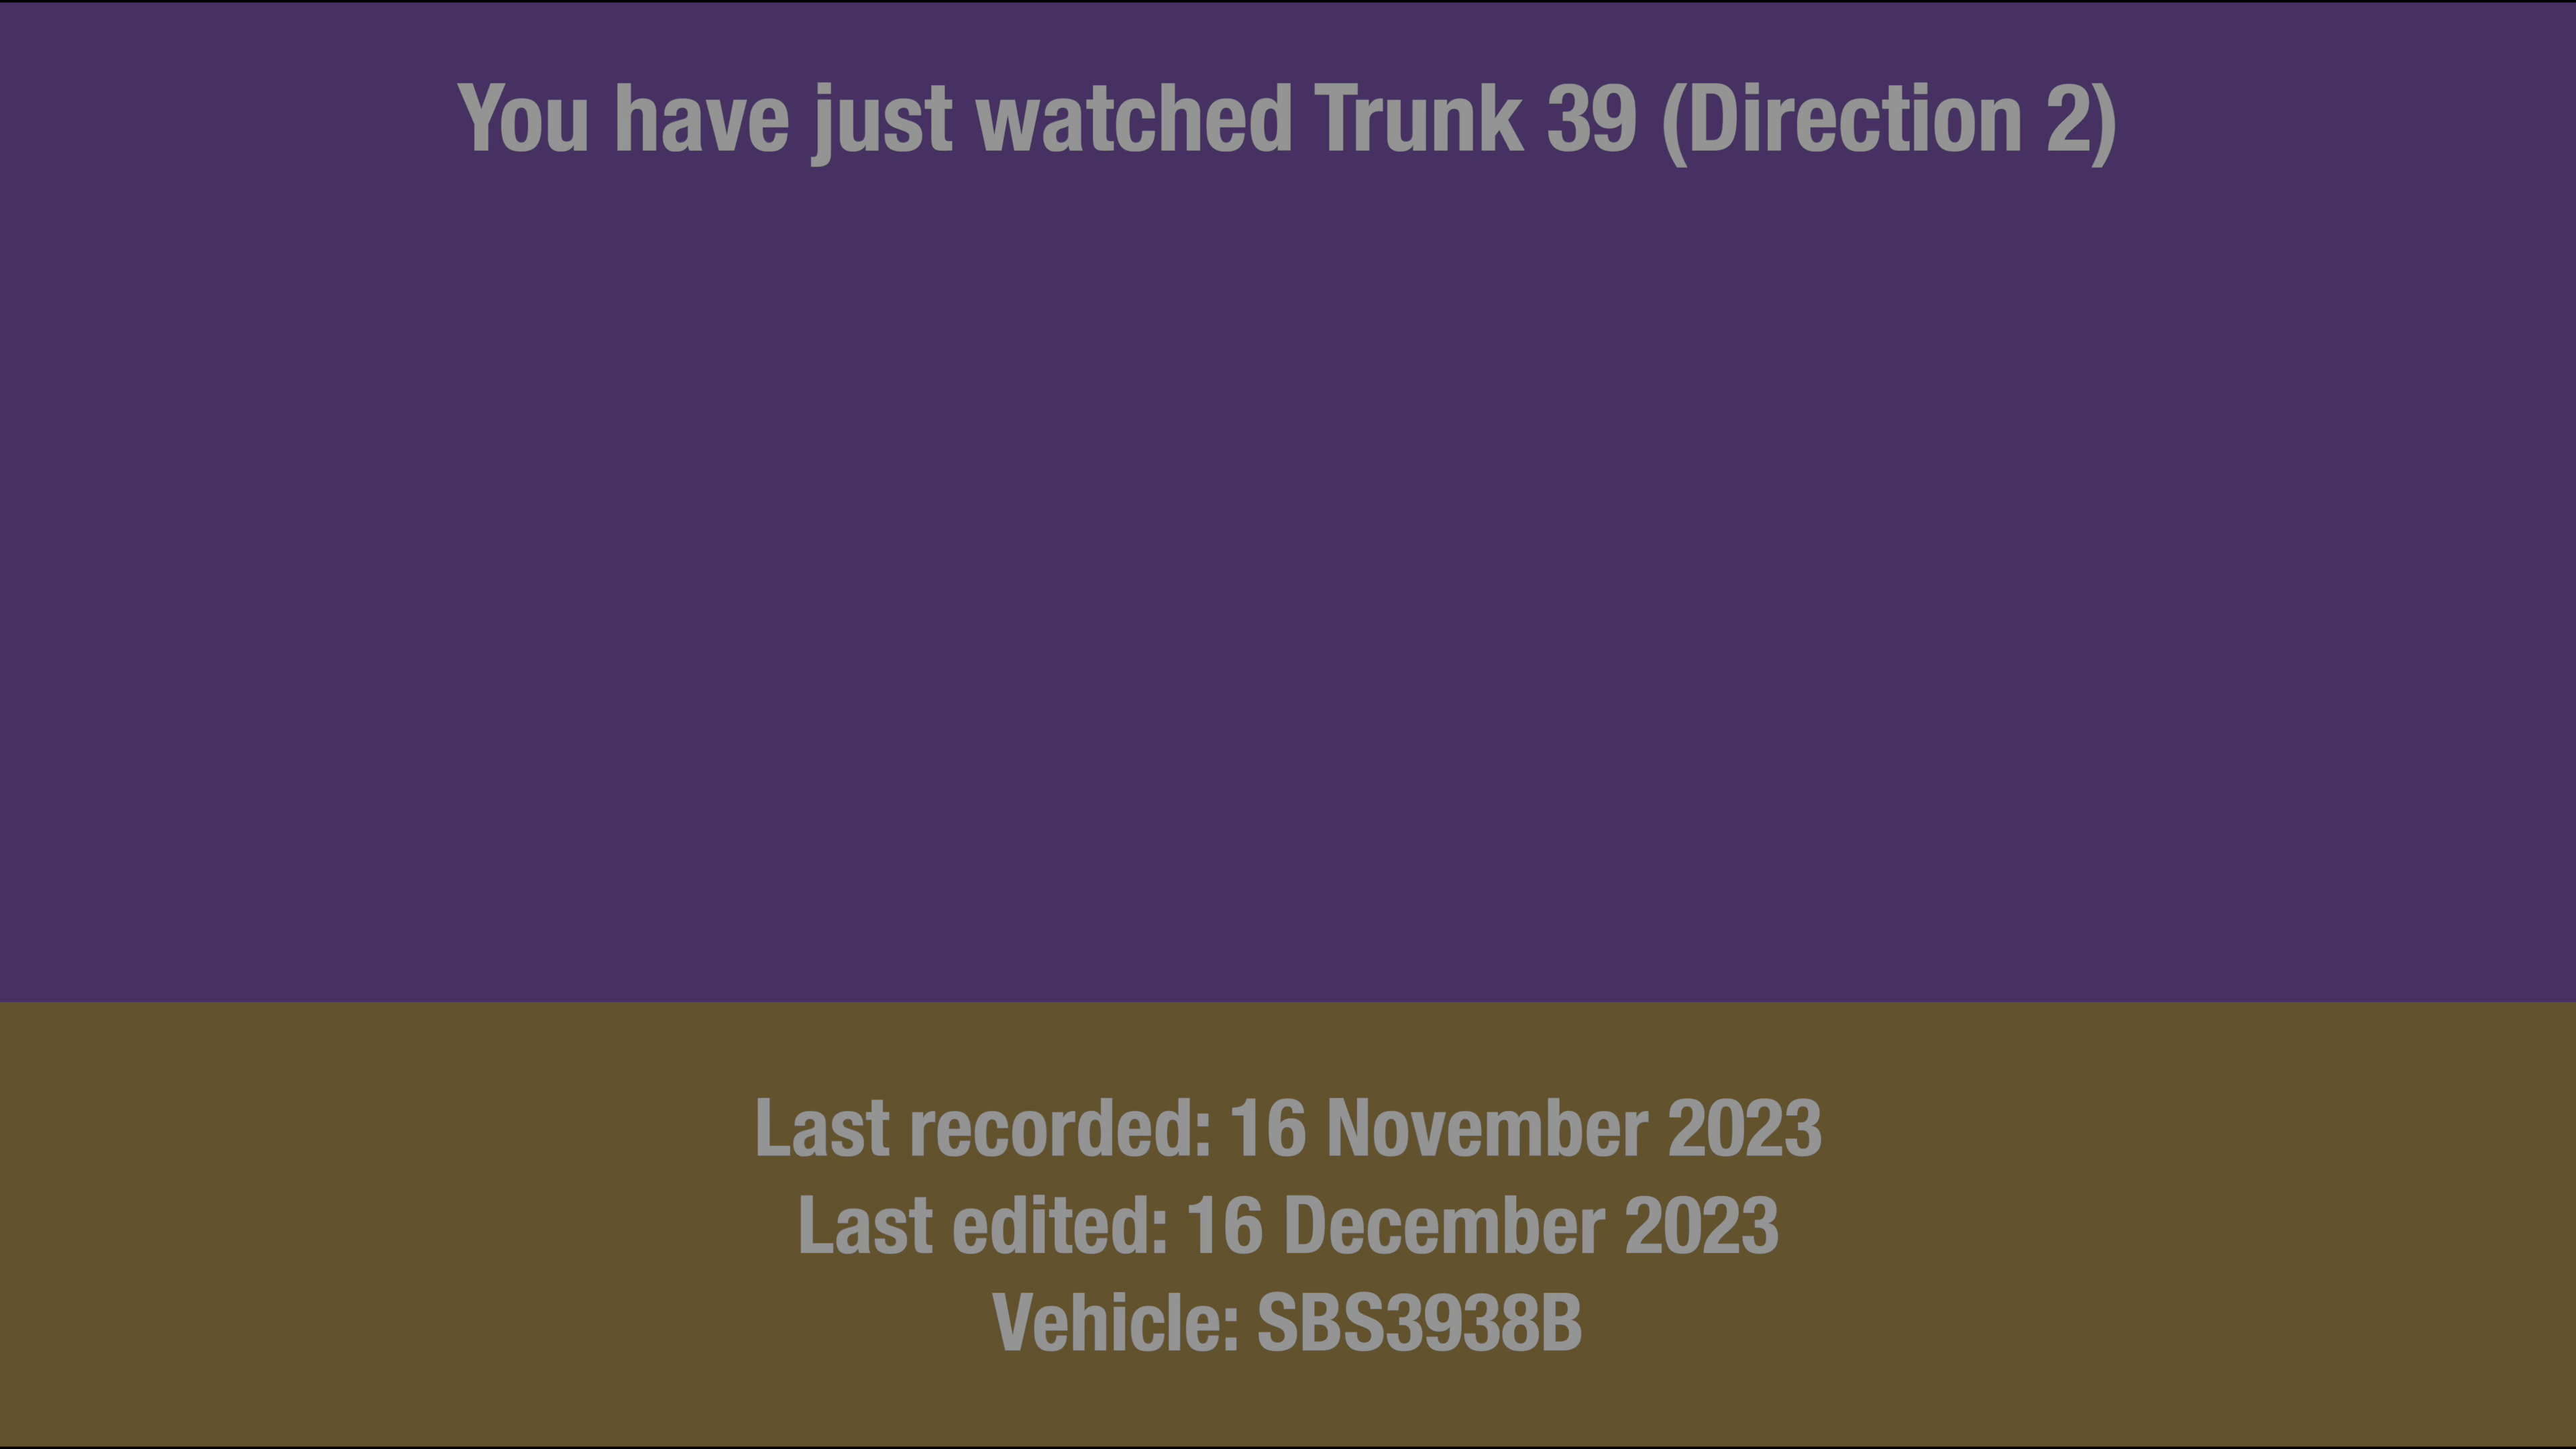 You have just watched Trunk 39 (Direction 2)
Last recorded: 16 November 2023
Last edited: 16 December 2023
Vehicle: SBS3938B